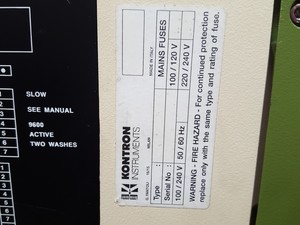 SLOW
SEE MANUAL
9600
ACTIVE
TWO WASHES
KONTRON
INSTRUMENTS
MILAN
MADE IN ITALY
Type :
Serial No :
100 / 240 V 50 / 60 Hz
MAINS FUSES
100 / 120 V
220 / 240 V
WARNING - FIRE HAZARD - For continued protection
replace only with the same type and rating of fuse.